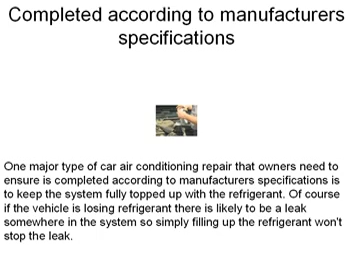 Completed according to manufacturers
specifications
One major type of car air conditioning repair that owners need to
ensure is completed according to manufacturers specifications is
to keep the system fully topped up with the refrigerant. Of course
if the vehicle is losing refrigerant there is likely to be a leak
somewhere in the system so simply filling up the refrigerant won't
stop the leak.